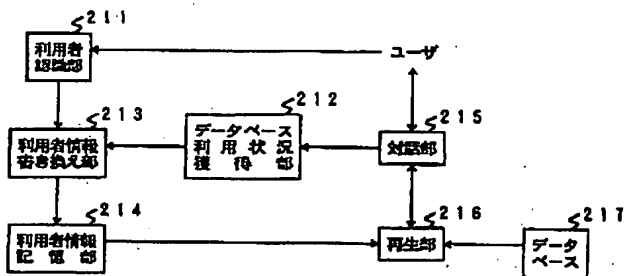 211
利用者
認識部
ユーザ
213
212
215
利用者情報
書き換え部
データベース
利用状況
獲得部
対話部
214
216
217
利用者情報
記憶部
再生部
データ
ベース